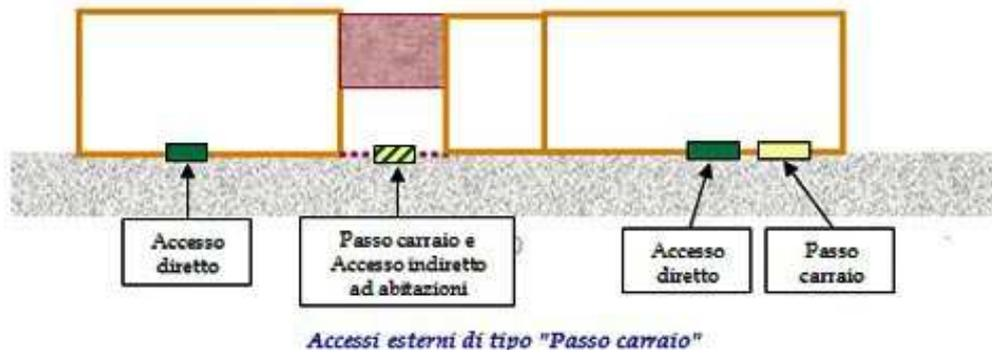 Accesso
diretto
Passo carraio e
Accesso indiretto
ad abitazioni
Accesso
diretto
Passo
carraio
Accessi esterni di tipo "Passo carraio"